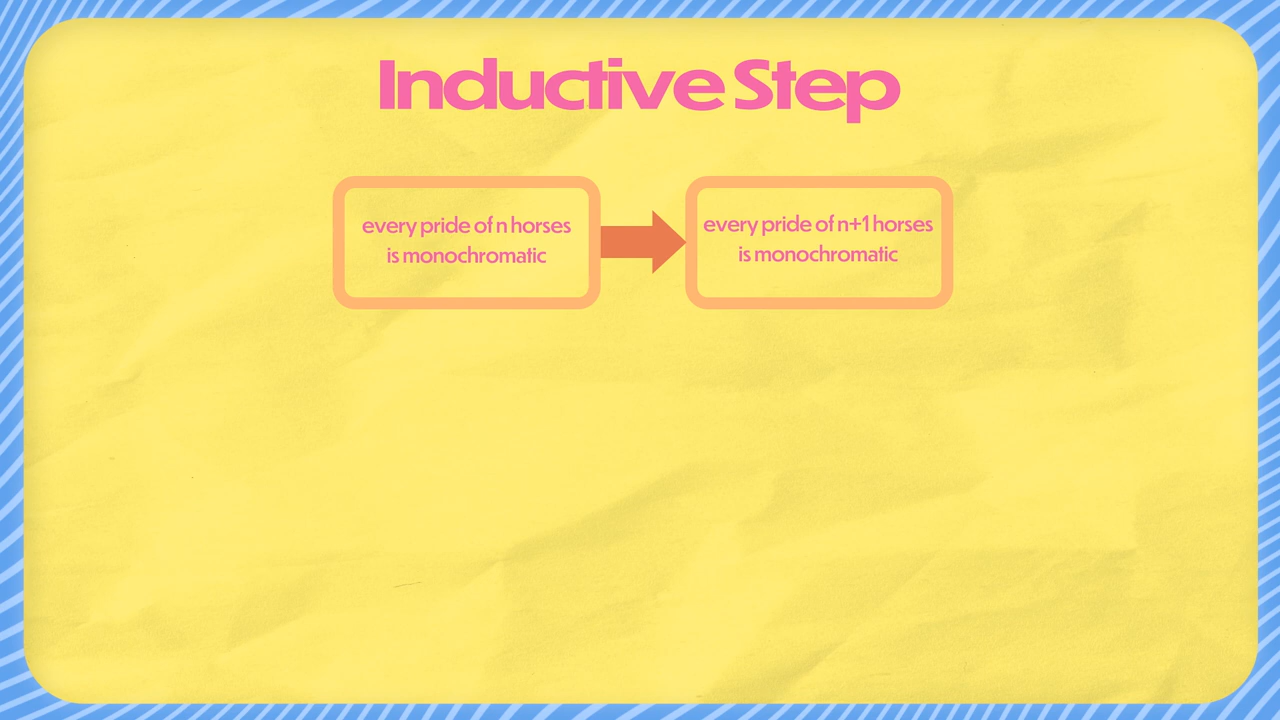 Inductive Step
every pride of n horses
is monochromatic
every pride of n+1 horses
is monochromatic